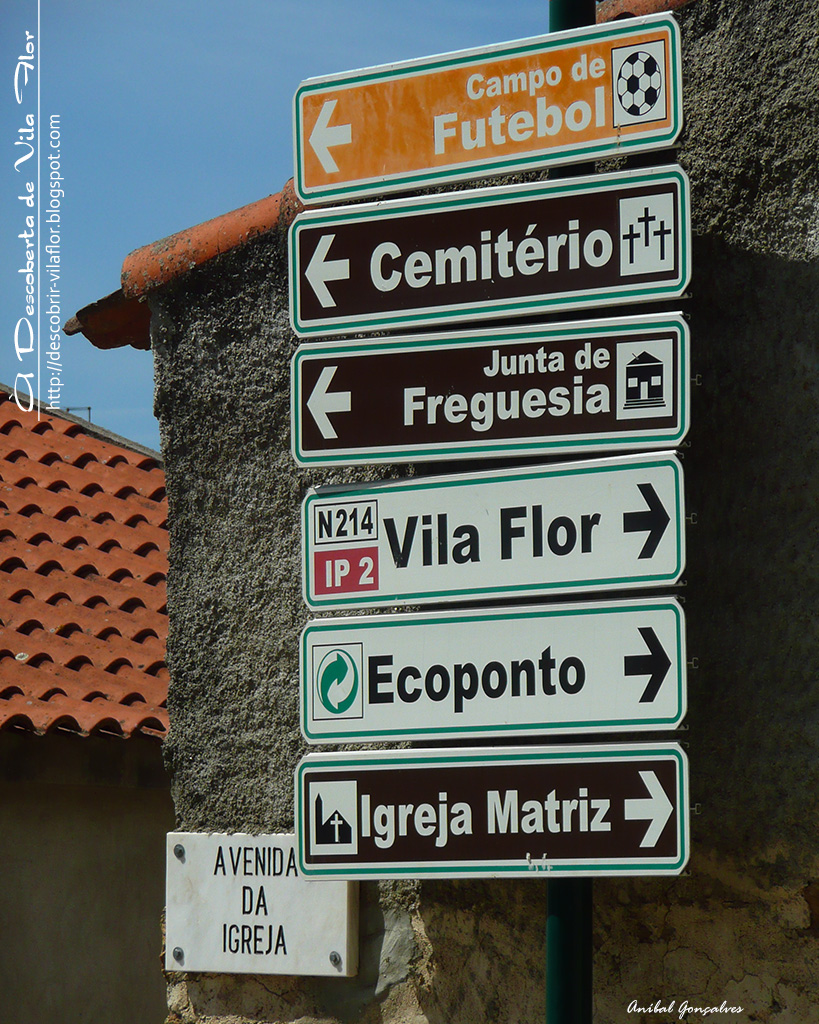 A Descoberta de Vila Flor
http://descobrir-vilaflor.blogspot.com
Campo de
Futebol
Cemitério
Junta de
Freguesia
N214
IP 2
Vila Flor
Ecoponto
Igreja Matriz
AVENIDA
DA
IGREJA
Aníbal Gonçalves